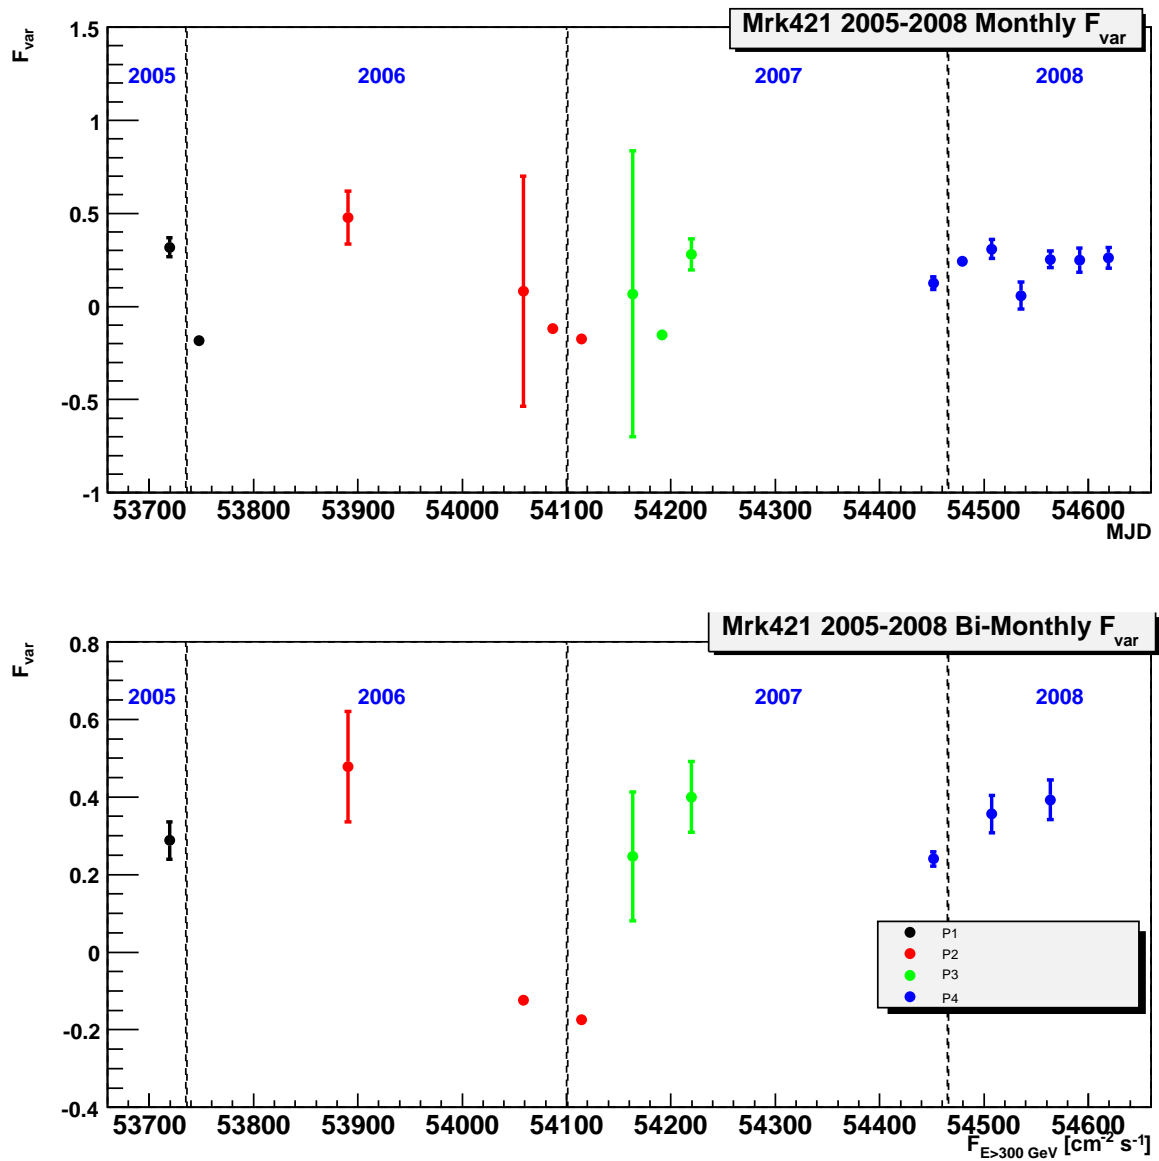 Mrk421 2005-2008 Monthly F_var
F_var
1.5
1
0.5
0
-0.5
-1
2005 2006 2007 2008
53700 53800 53900 54000 54100 54200 54300 54400 54500 54600
MJD
Mrk421 2005-2008 Bi-Monthly F_var
F_var
0.8
0.6
0.4
0.2
0
-0.2
-0.4
2005 2006 2007 2008
P1
P2
P3
P4
53700 53800 53900 54000 54100 54200 54300 54400 54500 54600
F_E>300 GeV [cm⁻² s⁻¹]